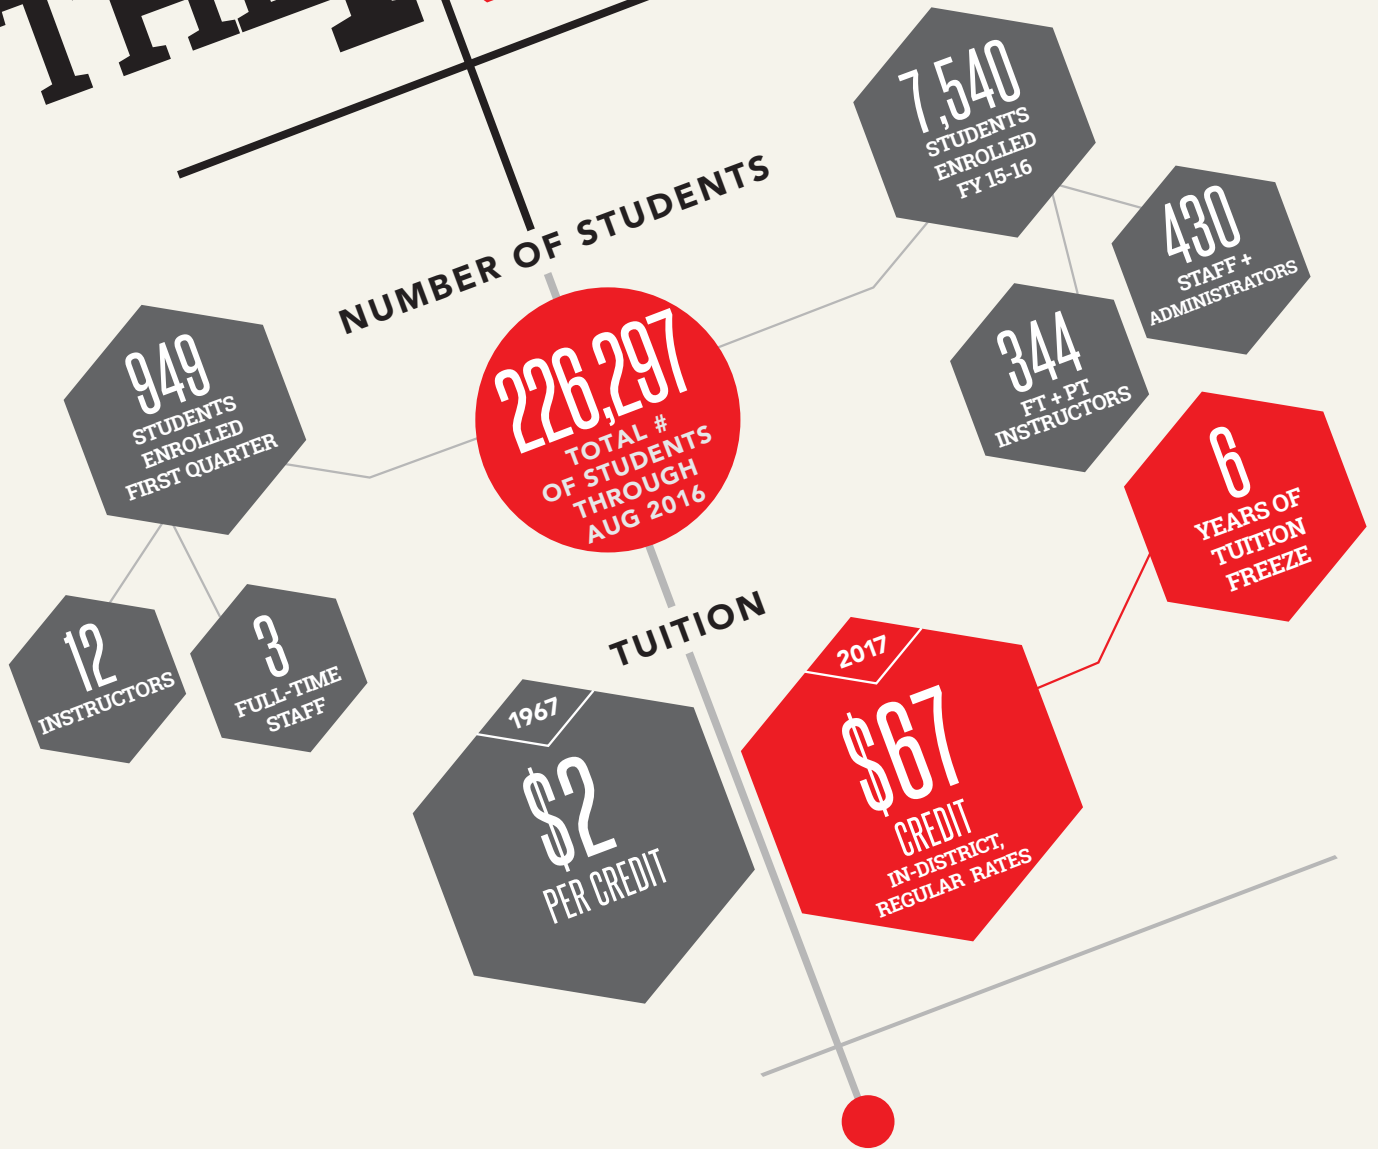 NUMBER OF STUDENTS
949
STUDENTS
ENROLLED
FIRST QUARTER
12
INSTRUCTORS
3
FULL-TIME
STAFF
226,297
TOTAL #
OF STUDENTS
THROUGH
AUG 2016
7,540
STUDENTS
ENROLLED
FY 15-16
430
STAFF +
ADMINISTRATORS
344
FT + PT
INSTRUCTORS
TUITION
1967
$2
PER CREDIT
2017
$67
CREDIT
IN-DISTRICT,
REGULAR RATES
6
YEARS OF
TUITION
FREEZE